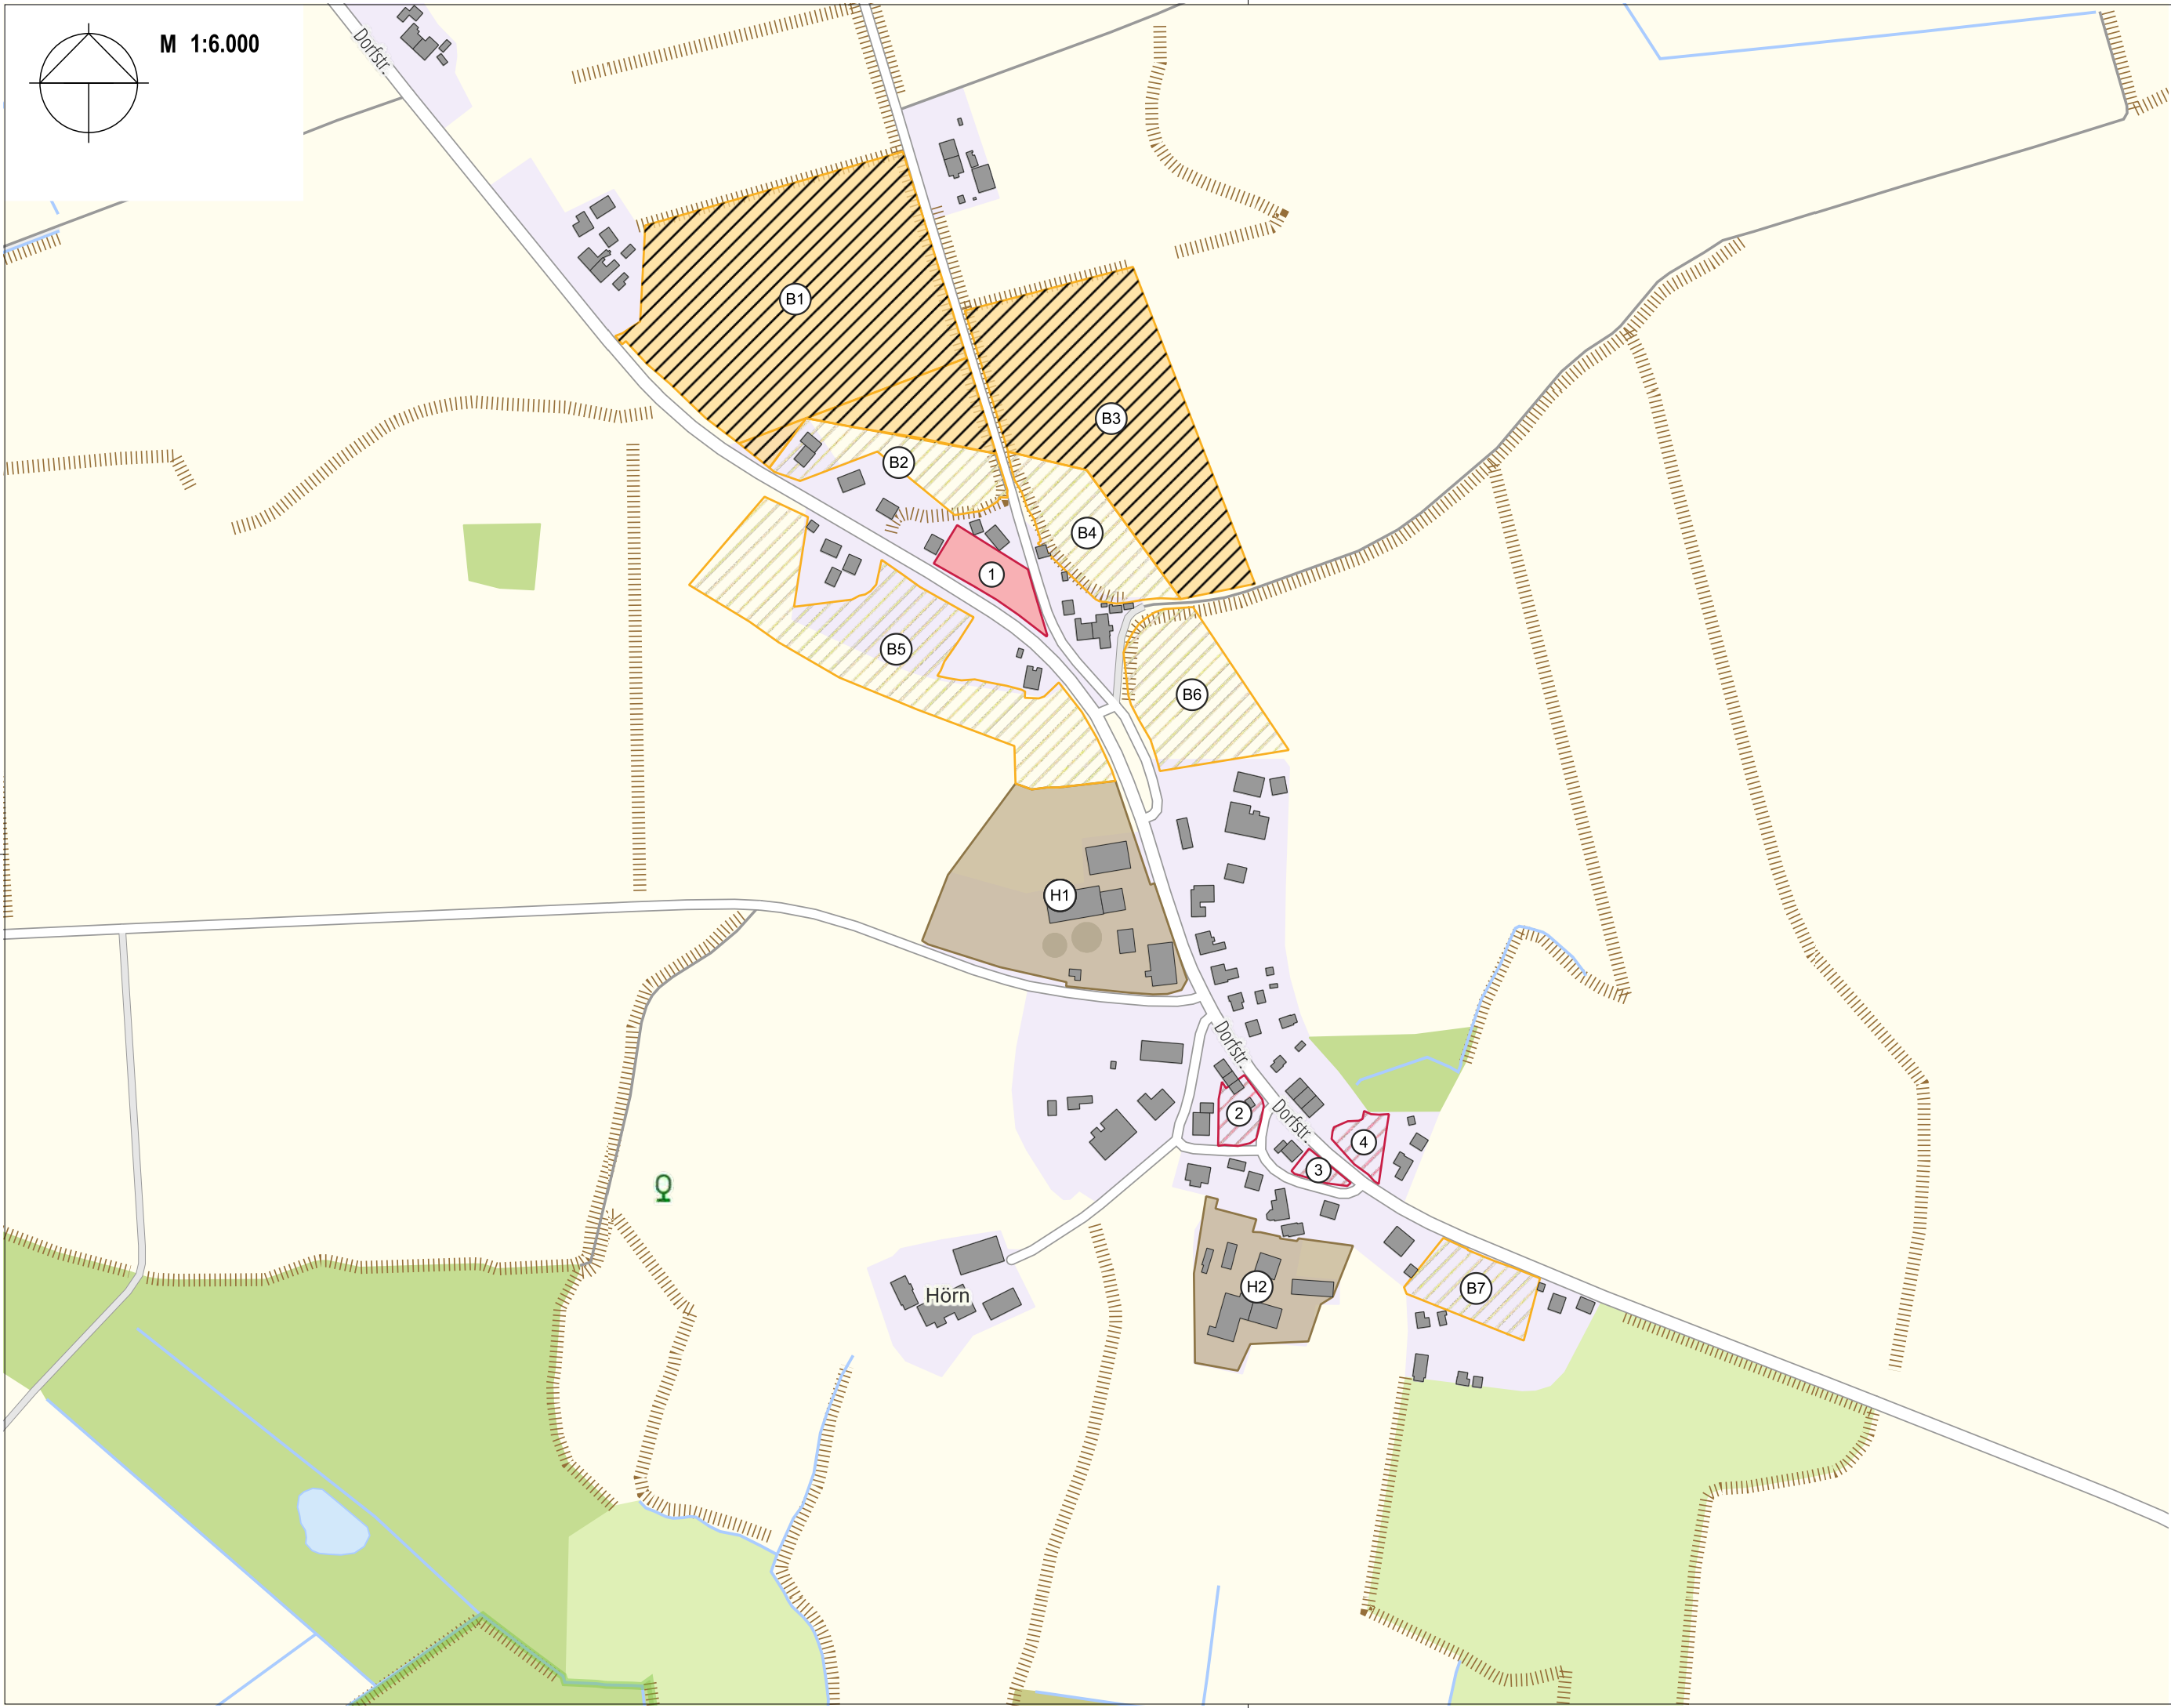 M 1:6.000
Dorfstr.
B1
B3
B2
B4
1
B5
B6
H1
Dorfstr.
2
Dorfstr.
4
3
H2
B7
Hörn